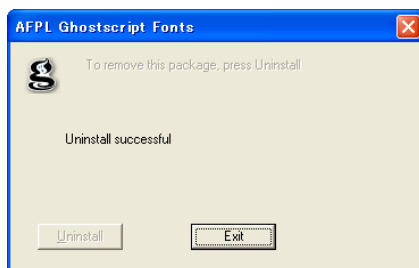 AFPL Ghostscript Fonts
To remove this package, press Uninstall
Uninstall successful
Uninstall
Exit